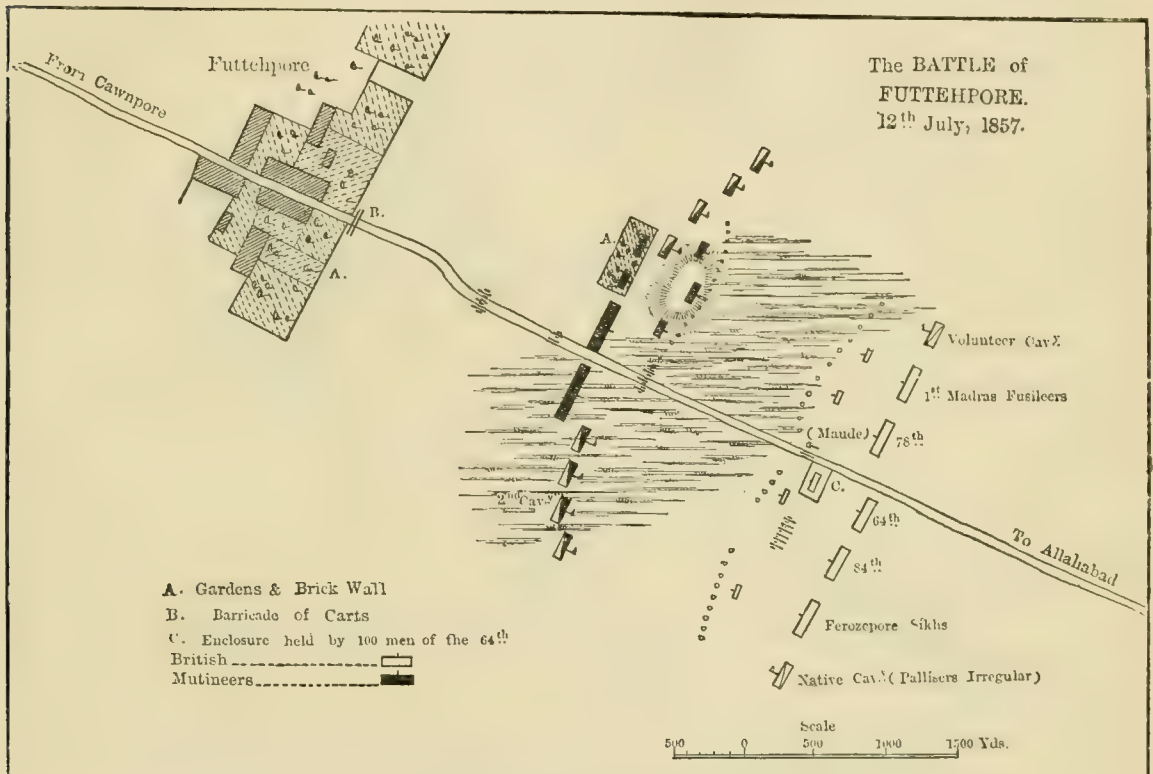 The BATTLE of
FUTTEHPORE.
12th July, 1857.
Futtehpore
From Cawnpore
B.
A.
A.
Volunteer Cavy.
1st Madras Fusileers
(Maude)
78th
C.
64th
To Allahabad
2nd Cav.ry
84th
Ferozepore Sikhs
Native Cavy. (Pallisers Irregular)
A. Gardens & Brick Wall
B. Barricade of Carts
C. Enclosure held by 100 men of the 64th
British
Mutineers
Scale
500 0 500 1000 1500 Yds.